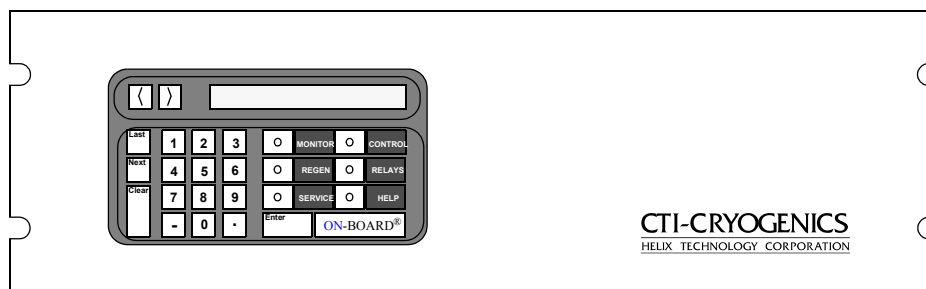 〈 〉
Last 1 2 3 MONITOR CONTROL
Next 4 5 6 REGEN RELAYS
Clear 7 8 9 SERVICE HELP
- 0 . Enter ON-BOARD®
CTI-CRYOGENICS
HELIX TECHNOLOGY CORPORATION